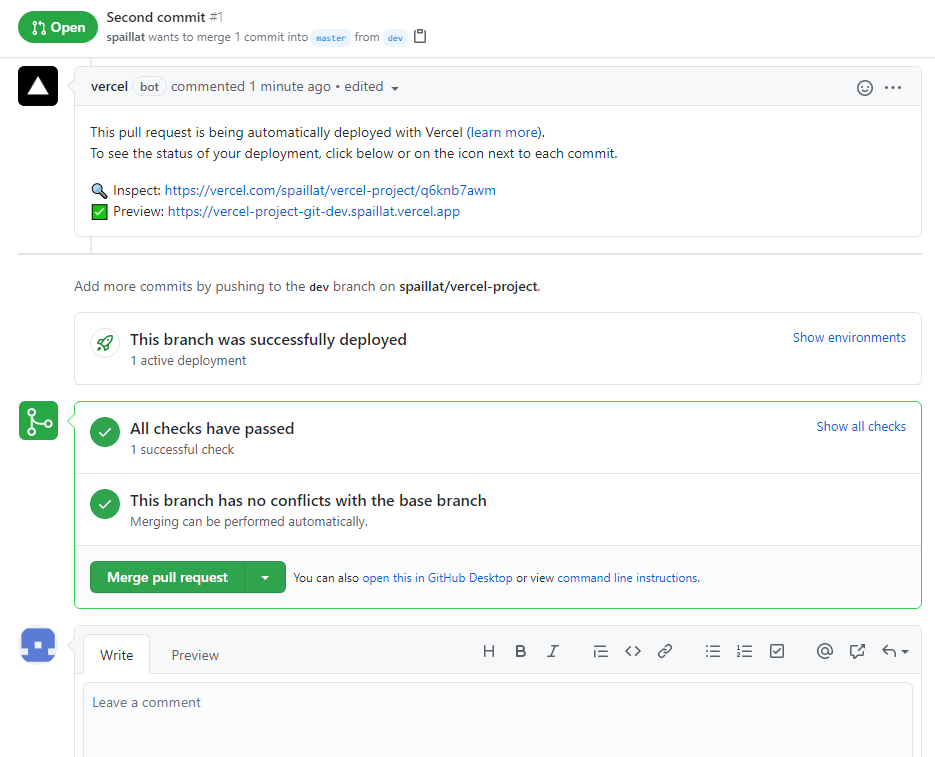 Open
Second commit #1
spaillat wants to merge 1 commit into master from dev
vercel bot commented 1 minute ago • edited
This pull request is being automatically deployed with Vercel (learn more).
To see the status of your deployment, click below or on the icon next to each commit.
🔍 Inspect: https://vercel.com/spaillat/vercel-project/q6knb7awm
✅ Preview: https://vercel-project-git-dev.spaillat.vercel.app
Add more commits by pushing to the dev branch on spaillat/vercel-project.
This branch was successfully deployed
Show environments
1 active deployment
All checks have passed
Show all checks
1 successful check
This branch has no conflicts with the base branch
Merging can be performed automatically.
Merge pull request
You can also open this in GitHub Desktop or view command line instructions.
Write
Preview
Leave a comment